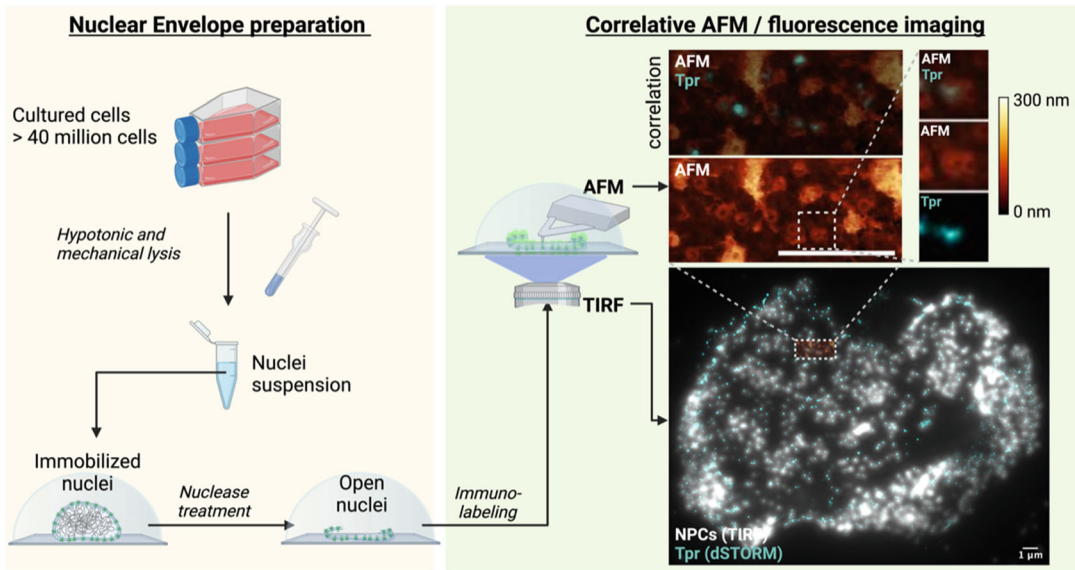 Nuclear Envelope preparation
Cultured cells
> 40 million cells
Hypotonic and
mechanical lysis
Nuclei
suspension
Immobilized
nuclei
Nuclease
treatment
Open
nuclei
Immuno-
labeling
Correlative AFM / fluorescence imaging
correlation
AFM
Tpr
AFM
AFM
Tpr
AFM
Tpr
300 nm
0 nm
AFM
TIRF
NPCs (TIRF)
Tpr (dSTORM)
1 µm